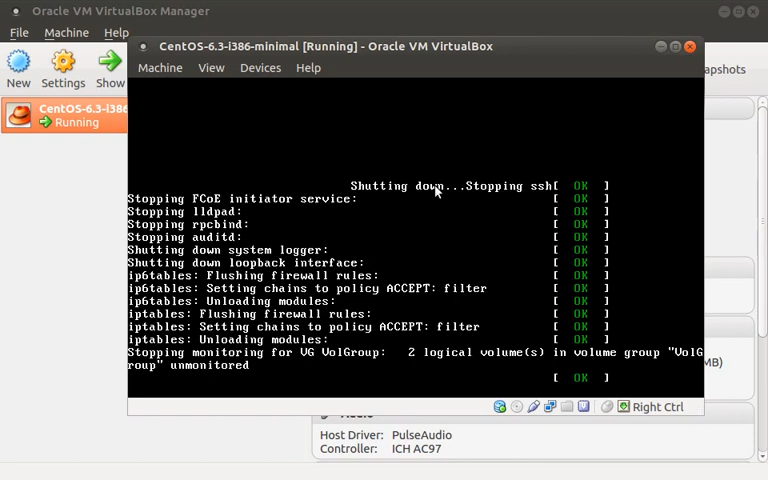 Oracle VM VirtualBox Manager
File Machine Help
New Settings Show
apshots
CentOS-6.3-i386
Running
CentOS-6.3-i386-minimal [Running] - Oracle VM VirtualBox
Machine View Devices Help
Shutting down...Stopping ssh[ OK ]
Stopping FCoE initiator service: [ OK ]
Stopping lldpad: [ OK ]
Stopping rpcbind: [ OK ]
Stopping auditd: [ OK ]
Shutting down system logger: [ OK ]
Shutting down loopback interface: [ OK ]
ip6tables: Flushing firewall rules: [ OK ]
ip6tables: Setting chains to policy ACCEPT: filter [ OK ]
ip6tables: Unloading modules: [ OK ]
iptables: Flushing firewall rules: [ OK ]
iptables: Setting chains to policy ACCEPT: filter [ OK ]
iptables: Unloading modules: [ OK ]
Stopping monitoring for VG VolGroup: 2 logical volume(s) in volume group "VolG
roup" unmonitored
[ OK ]
MB)
Right Ctrl
Host Driver: PulseAudio
Controller: ICH AC97